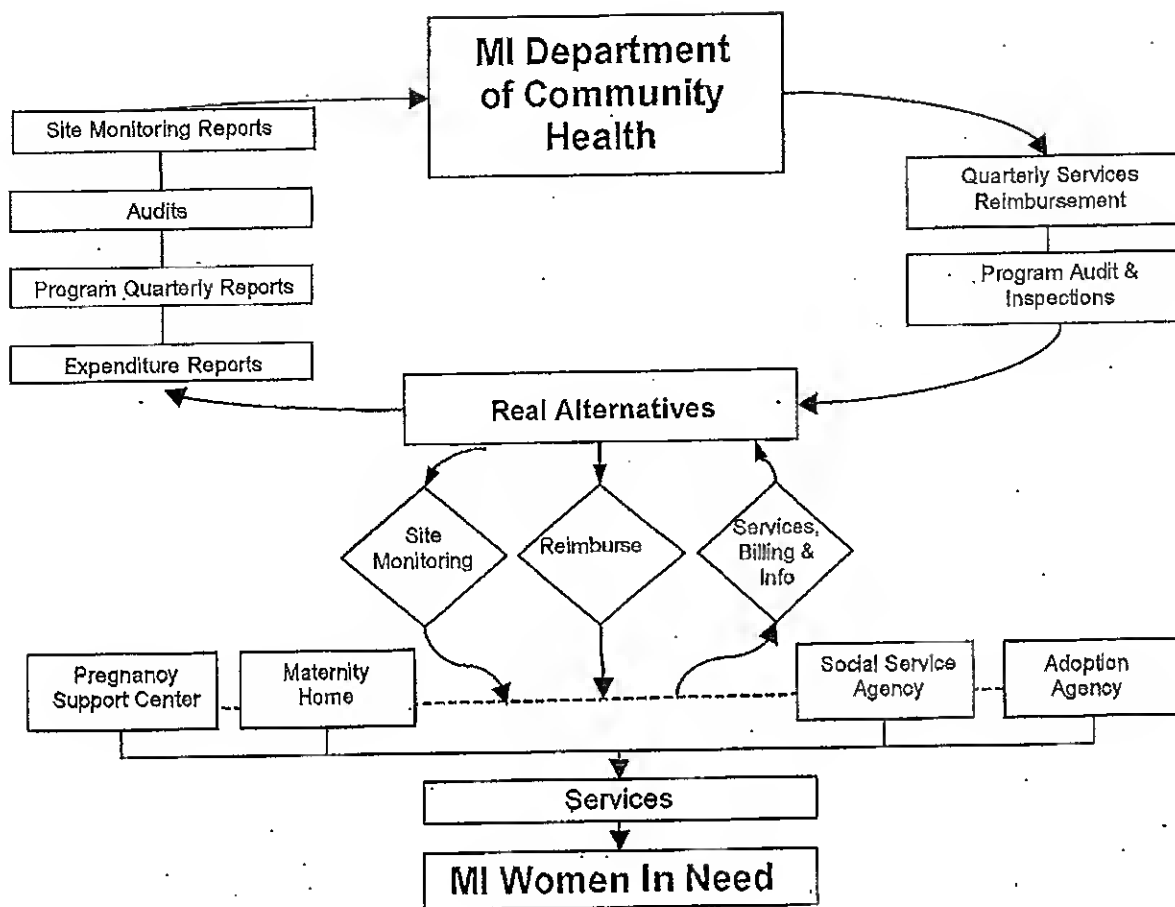 MI Department
of Community
Health
Site Monitoring Reports
Audits
Program Quarterly Reports
Expenditure Reports
Quarterly Services
Reimbursement
Program Audit &
Inspections
Real Alternatives
Site
Monitoring
Reimburse
Services,
Billing &
Info
Pregnancy
Support Center
Maternity
Home
Social Service
Agency
Adoption
Agency
Services
MI Women In Need